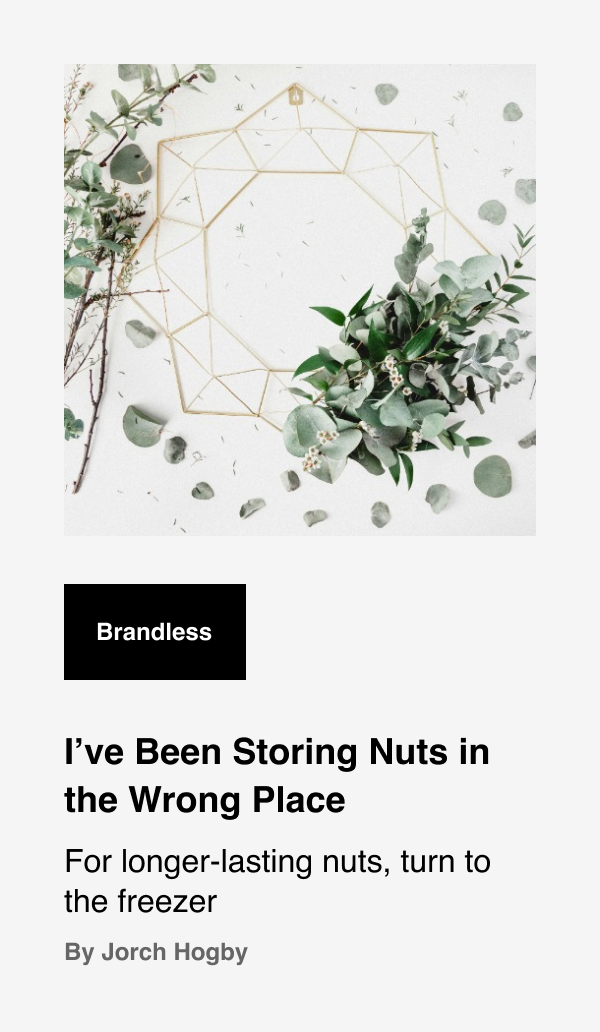 Brandless
I’ve Been Storing Nuts in
the Wrong Place
For longer-lasting nuts, turn to
the freezer
By Jorch Hogby